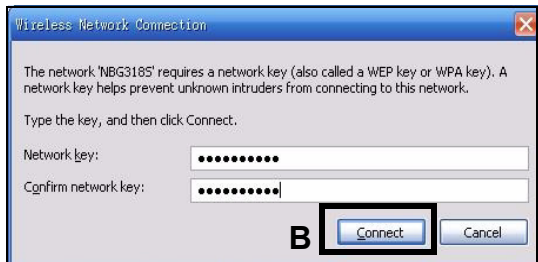 Wireless Network Connection
The network 'NBG318S' requires a network key (also called a WEP key or WPA key). A
network key helps prevent unknown intruders from connecting to this network.
Type the key, and then click Connect.
Network key: ••••••••••
Confirm network key: ••••••••••
B Connect Cancel